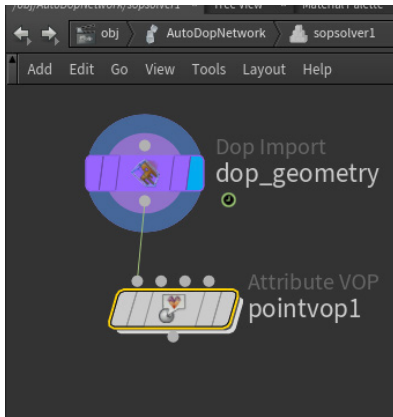 /obj/AutoDopNetwork/sopsolver1 Tree View Material Palette
obj AutoDopNetwork sopsolver1
Add Edit Go View Tools Layout Help
Dop Import
dop_geometry
Attribute VOP
pointvop1